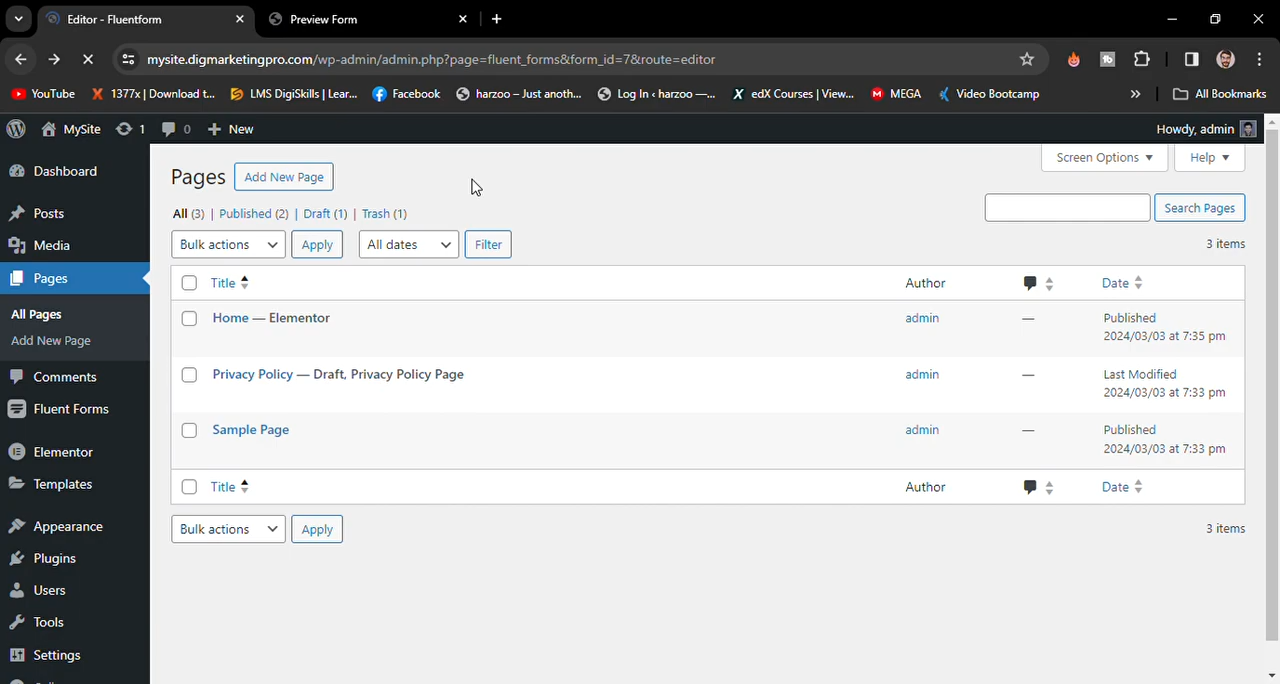 Editor - Fluentform
Preview Form
mysite.digmarketingpro.com/wp-admin/admin.php?page=fluent_forms&form_id=7&route=editor
YouTube
1377x | Download t...
LMS DigiSkills | Lear...
Facebook
harzoo – Just anoth...
Log In ‹ harzoo —...
edX Courses | View...
MEGA
Video Bootcamp
»
All Bookmarks
MySite
1
0
New
Howdy, admin
Dashboard
Posts
Media
Pages
All Pages
Add New Page
Comments
Fluent Forms
Elementor
Templates
Appearance
Plugins
Users
Tools
Settings
Pages
Add New Page
Screen Options
Help
All (3) | Published (2) | Draft (1) | Trash (1)
Search Pages
Bulk actions
Apply
All dates
Filter
3 items
Title
Author
Date
Home — Elementor
admin
—
Published
2024/03/03 at 7:35 pm
Privacy Policy — Draft, Privacy Policy Page
admin
—
Last Modified
2024/03/03 at 7:33 pm
Sample Page
admin
—
Published
2024/03/03 at 7:33 pm
Title
Author
Date
Bulk actions
Apply
3 items